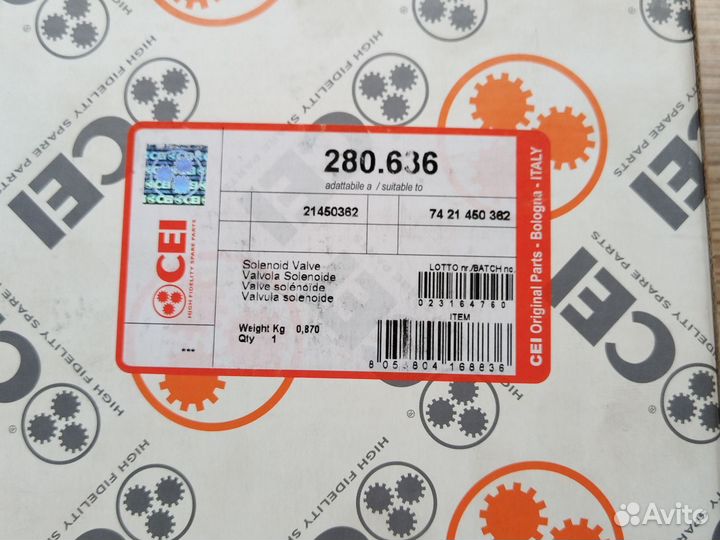 280.636
adattabile a / suitable to
21450362
74 21 450 362
CEI
HIGH FIDELITY SPARE PARTS
Solenoid Valve
Valvola Solenoide
Valve solénoïde
Valvula solenoide
Weight Kg 0,870
Qty 1
---
LOTTO nr./BATCH no.
023164760
ITEM
CEI Original Parts - Bologna - ITALY
CEI
HIGH FIDELITY SPARE PARTS
Avito